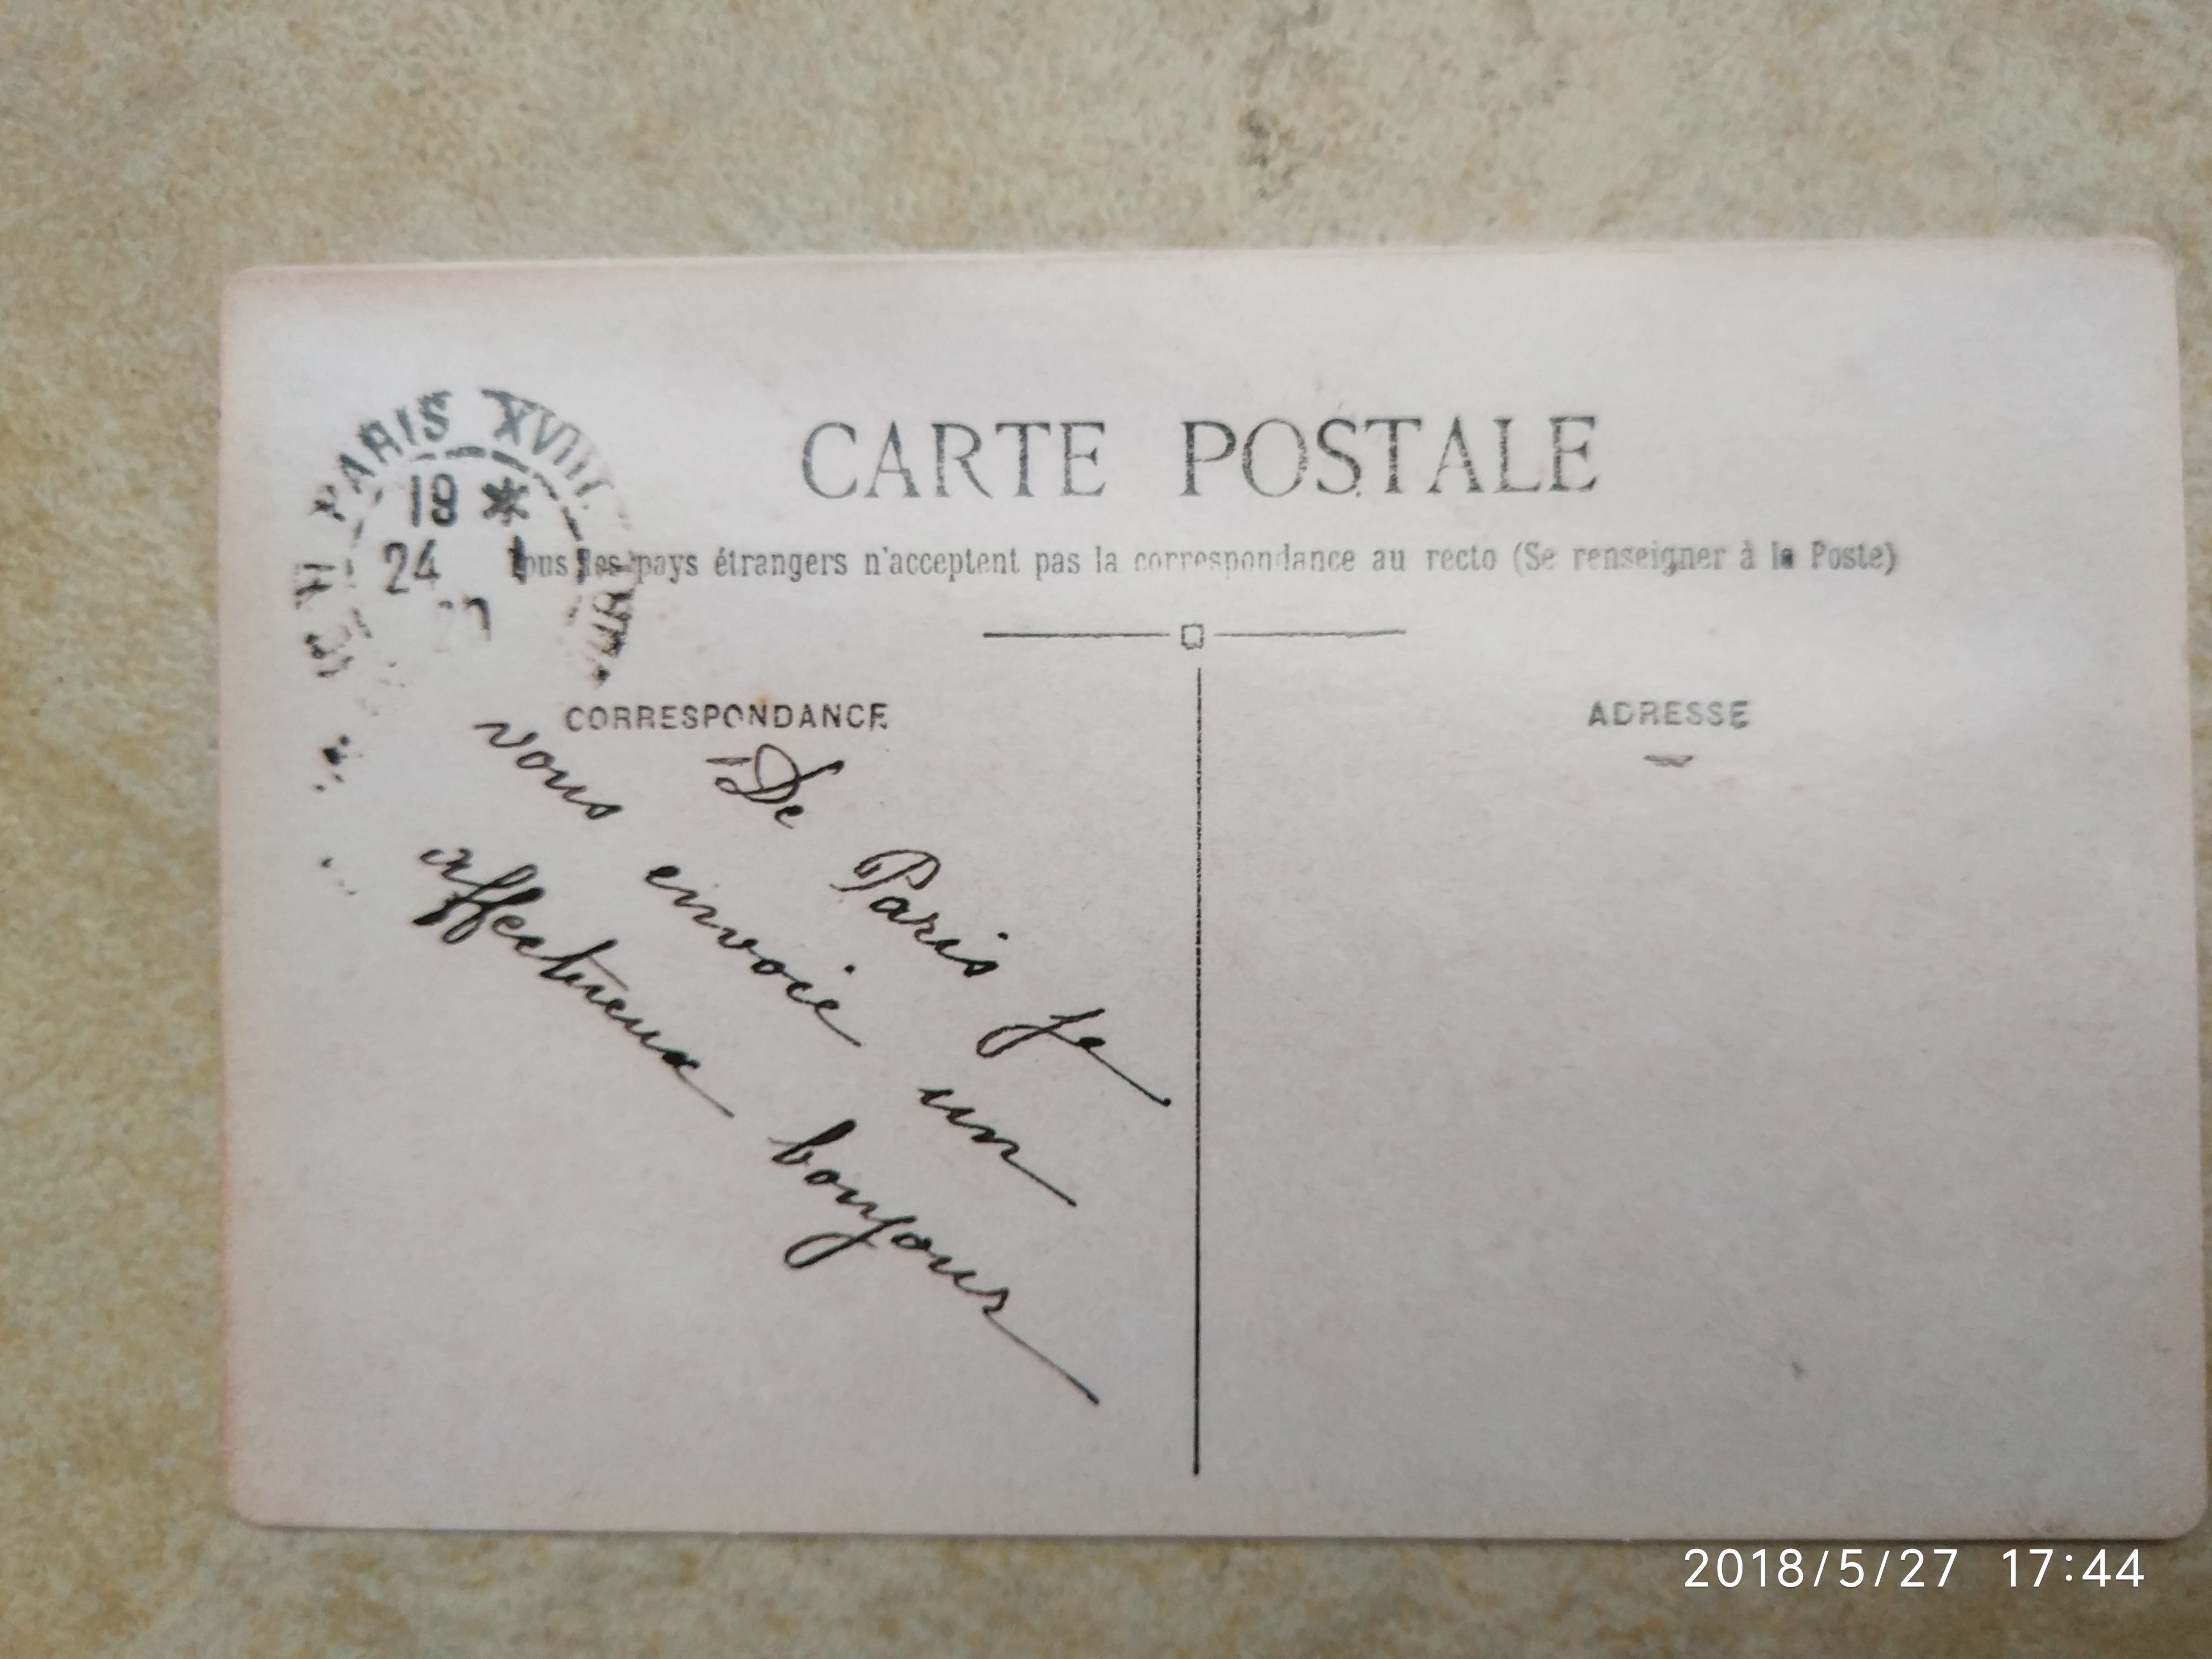 CARTE POSTALE
PARIS XVIII
18 *
24
Tous les pays étrangers n'acceptent pas la correspondance au recto (Se renseigner à la Poste)
CORRESPONDANCE
ADRESSE
De Paris je
vous envoie un
affectueux bonjour
2018/5/27 17:44